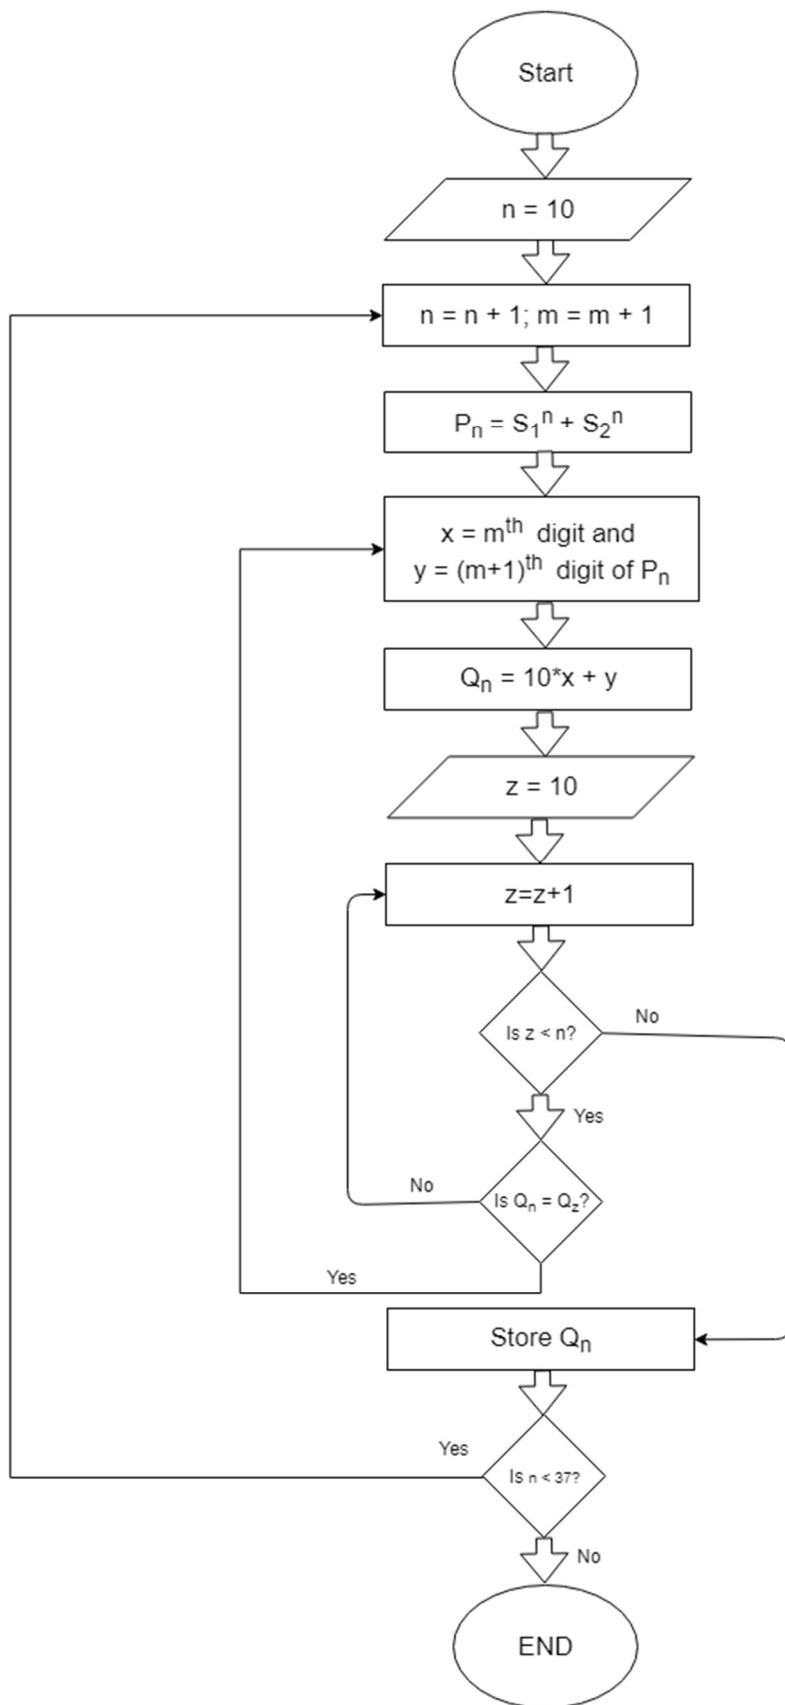 Start
n = 10
n = n + 1; m = m + 1
Pₙ = S₁ⁿ + S₂ⁿ
x = mᵗʰ digit and
y = (m+1)ᵗʰ digit of Pₙ
Qₙ = 10*x + y
z = 10
z=z+1
Is z < n?
No
Yes
Is Qₙ = Q_z?
No
Yes
Store Qₙ
Yes
Is n < 37?
No
END